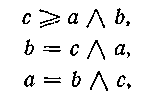 c ⩾ a ∧ b,
b = c ∧ a,
a = b ∧ c,